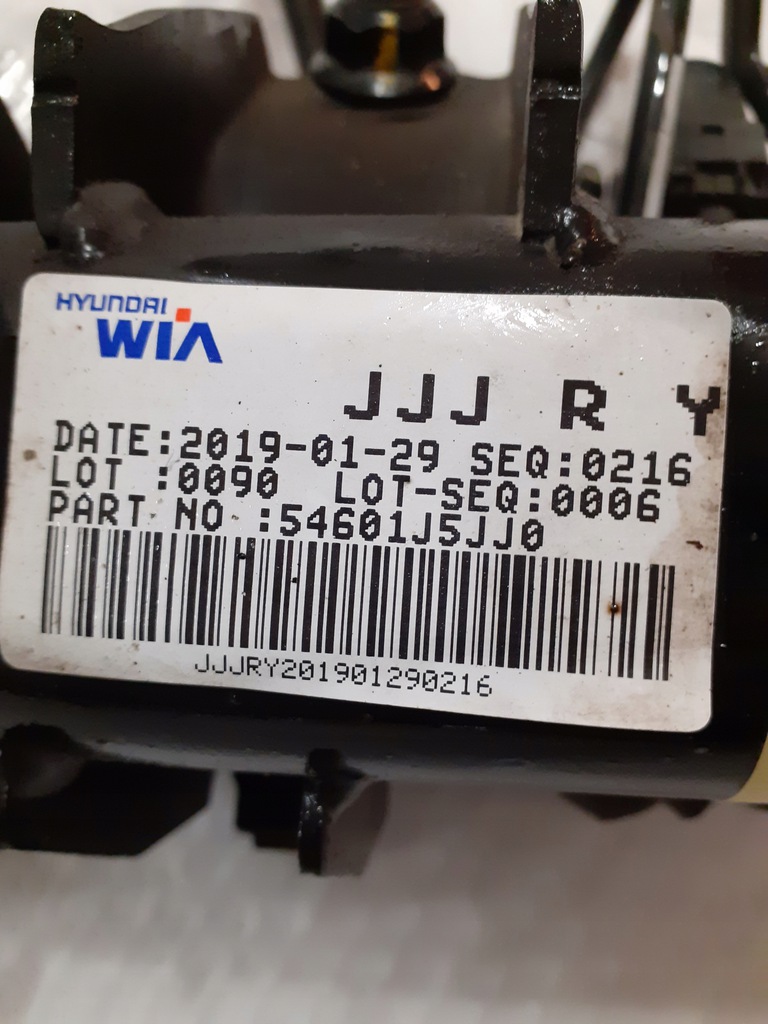 HYUNDAI
WIA
JJJ R Y
DATE:2019-01-29 SEQ:0216
LOT :0090 LOT-SEQ:0006
PART NO :54601J5JJ0
JJJRY201901290216